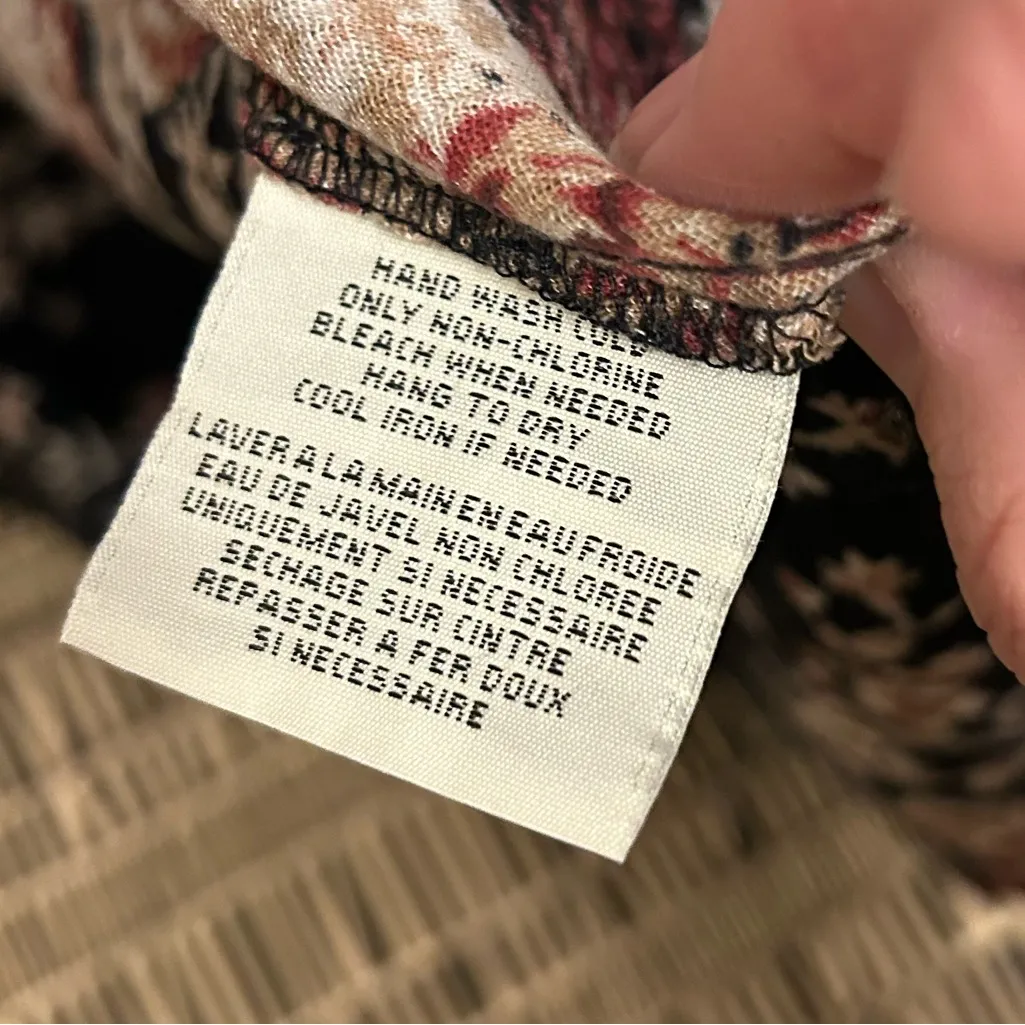 HAND WASH COLD
ONLY NON-CHLORINE
BLEACH WHEN NEEDED
HANG TO DRY
COOL IRON IF NEEDED
LAVER A LA MAIN EN EAU FROIDE
EAU DE JAVEL NON CHLOREE
UNIQUEMENT SI NECESSAIRE
SECHAGE SUR CINTRE
REPASSER A FER DOUX
SI NECESSAIRE